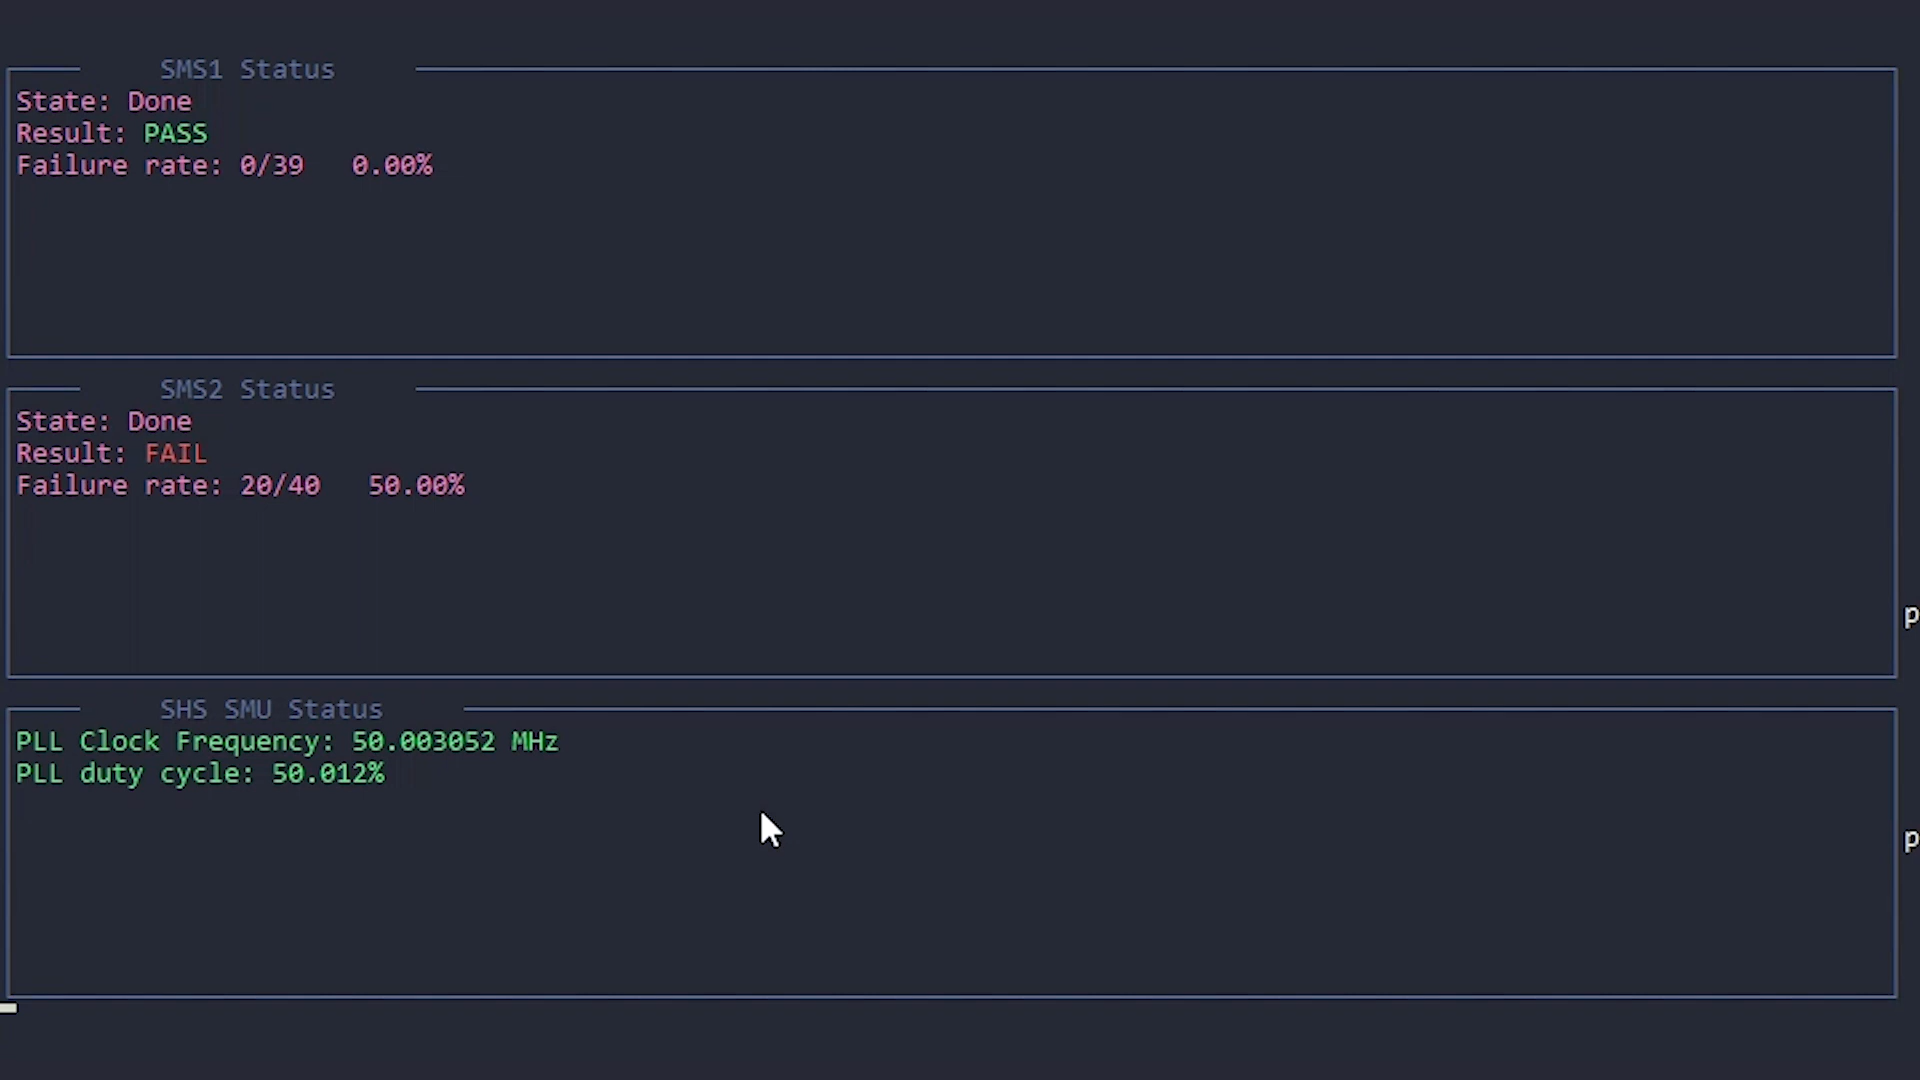 SMS1 Status
State: Done
Result: PASS
Failure rate: 0/39 0.00%
SMS2 Status
State: Done
Result: FAIL
Failure rate: 20/40 50.00%
p
SHS SMU Status
PLL Clock Frequency: 50.003052 MHz
PLL duty cycle: 50.012%
p